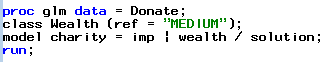 proc glm data = Donate;
class Wealth (ref = "MEDIUM");
model charity = imp | wealth / solution;
run;